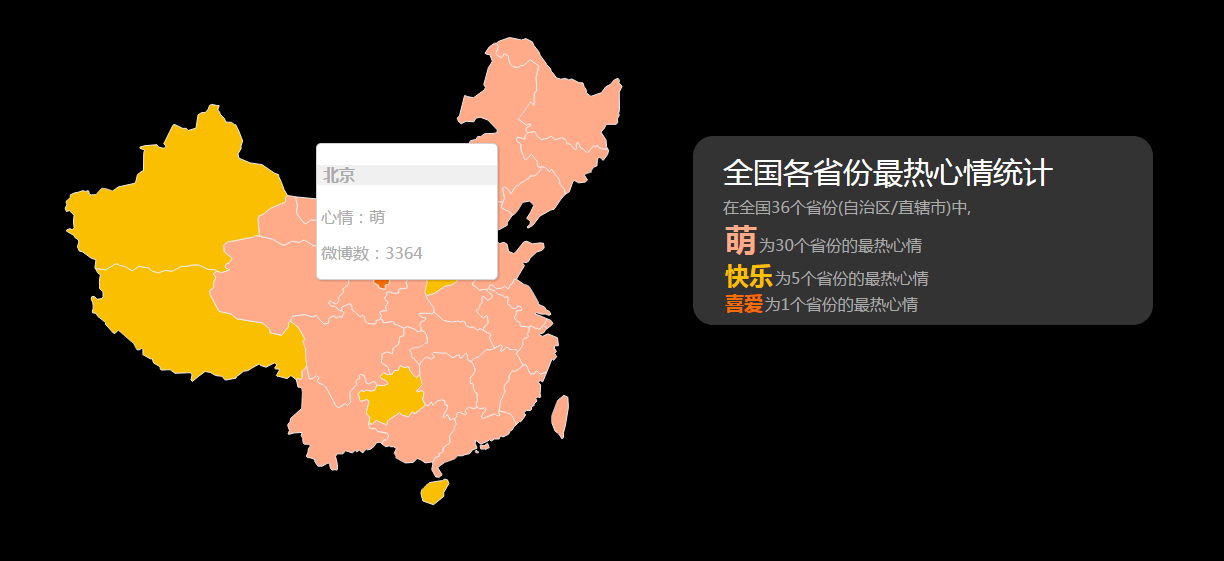 北京
心情：萌
微博数：3364
全国各省份最热心情统计
在全国36个省份(自治区/直辖市)中,
萌为30个省份的最热心情
快乐为5个省份的最热心情
喜爱为1个省份的最热心情